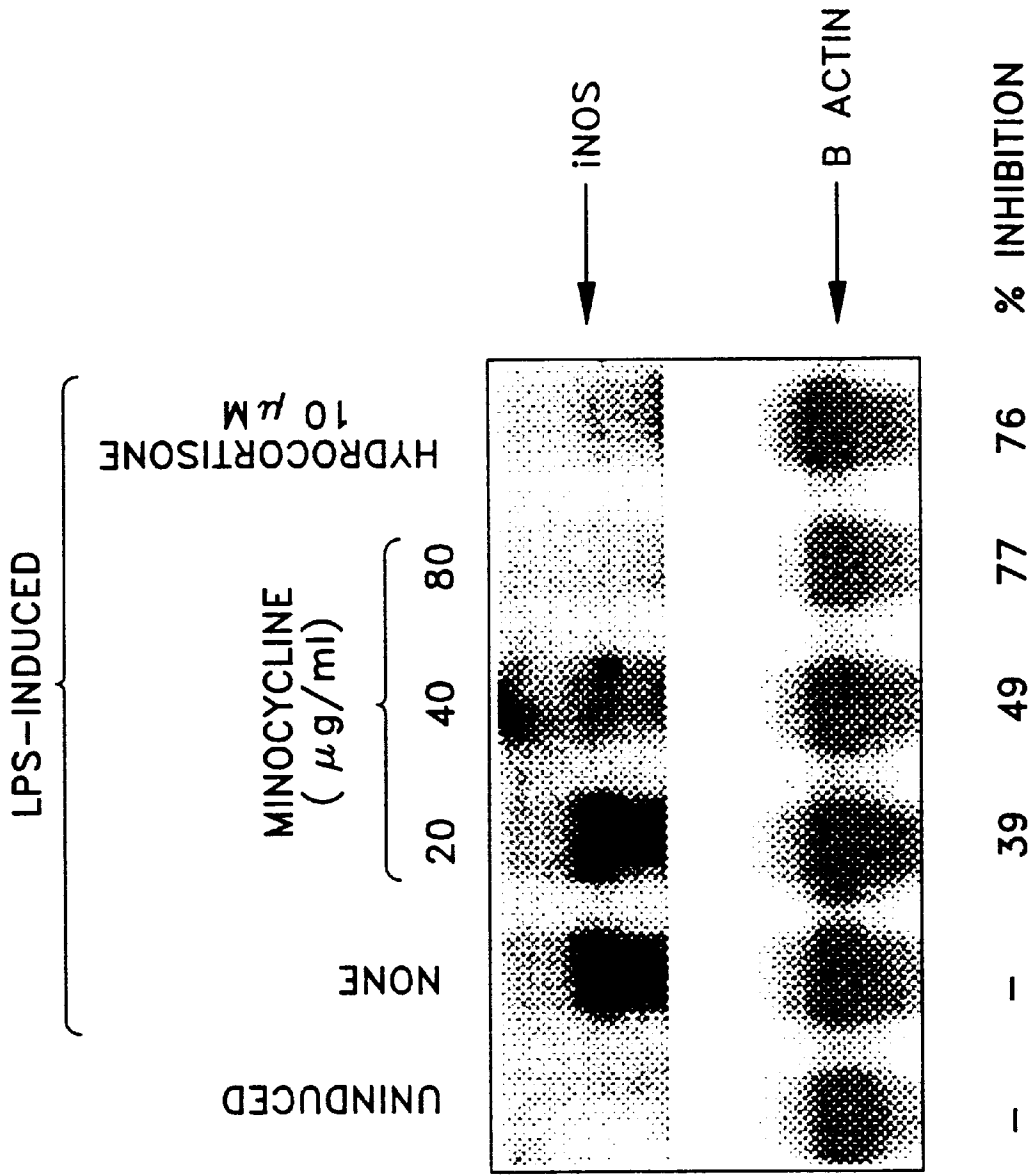 LPS-INDUCED
MINOCYCLINE
( µg/ml)
UNINDUCED
NONE
20
40
80
HYDROCORTISONE
10 µM
iNOS
B ACTIN
- - 39 49 77 76 % INHIBITION